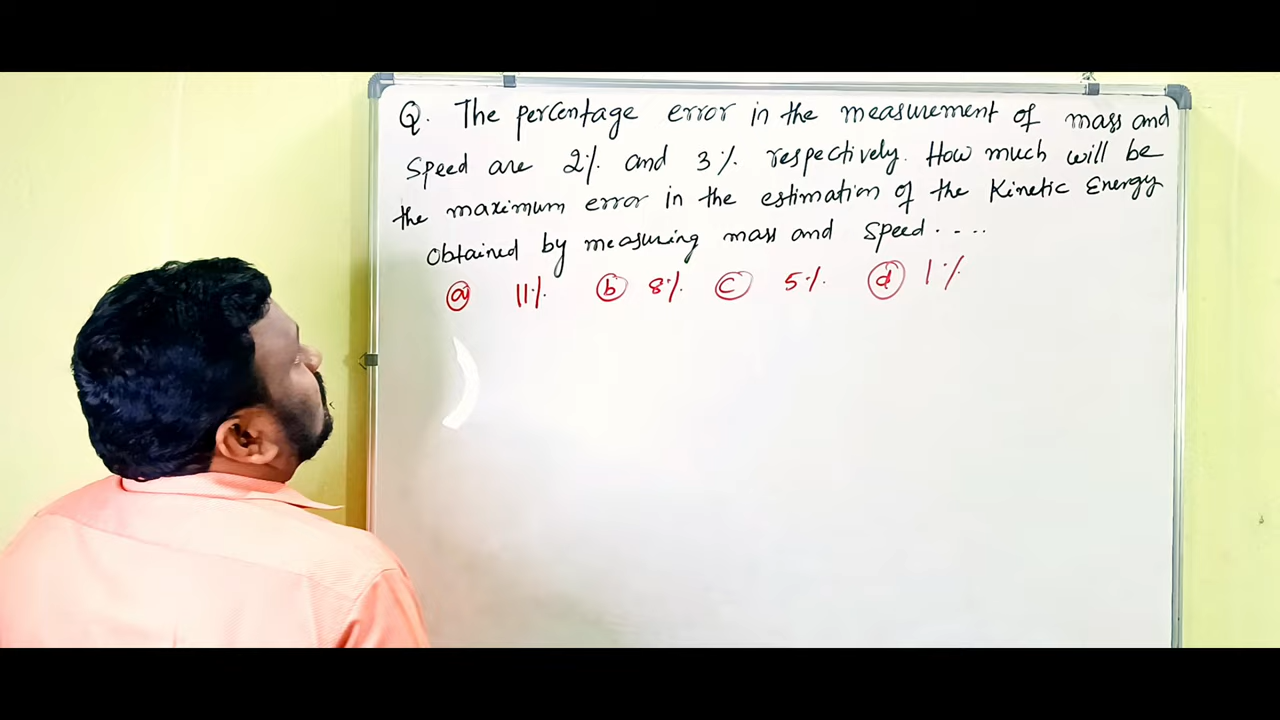 Q. The percentage error in the measurement of mass and
Speed are 2% and 3% respectively. How much will be
the maximum error in the estimation of the Kinetic Energy
obtained by measuring mass and Speed....
(a) 11% (b) 8% (c) 5% (d) 1%